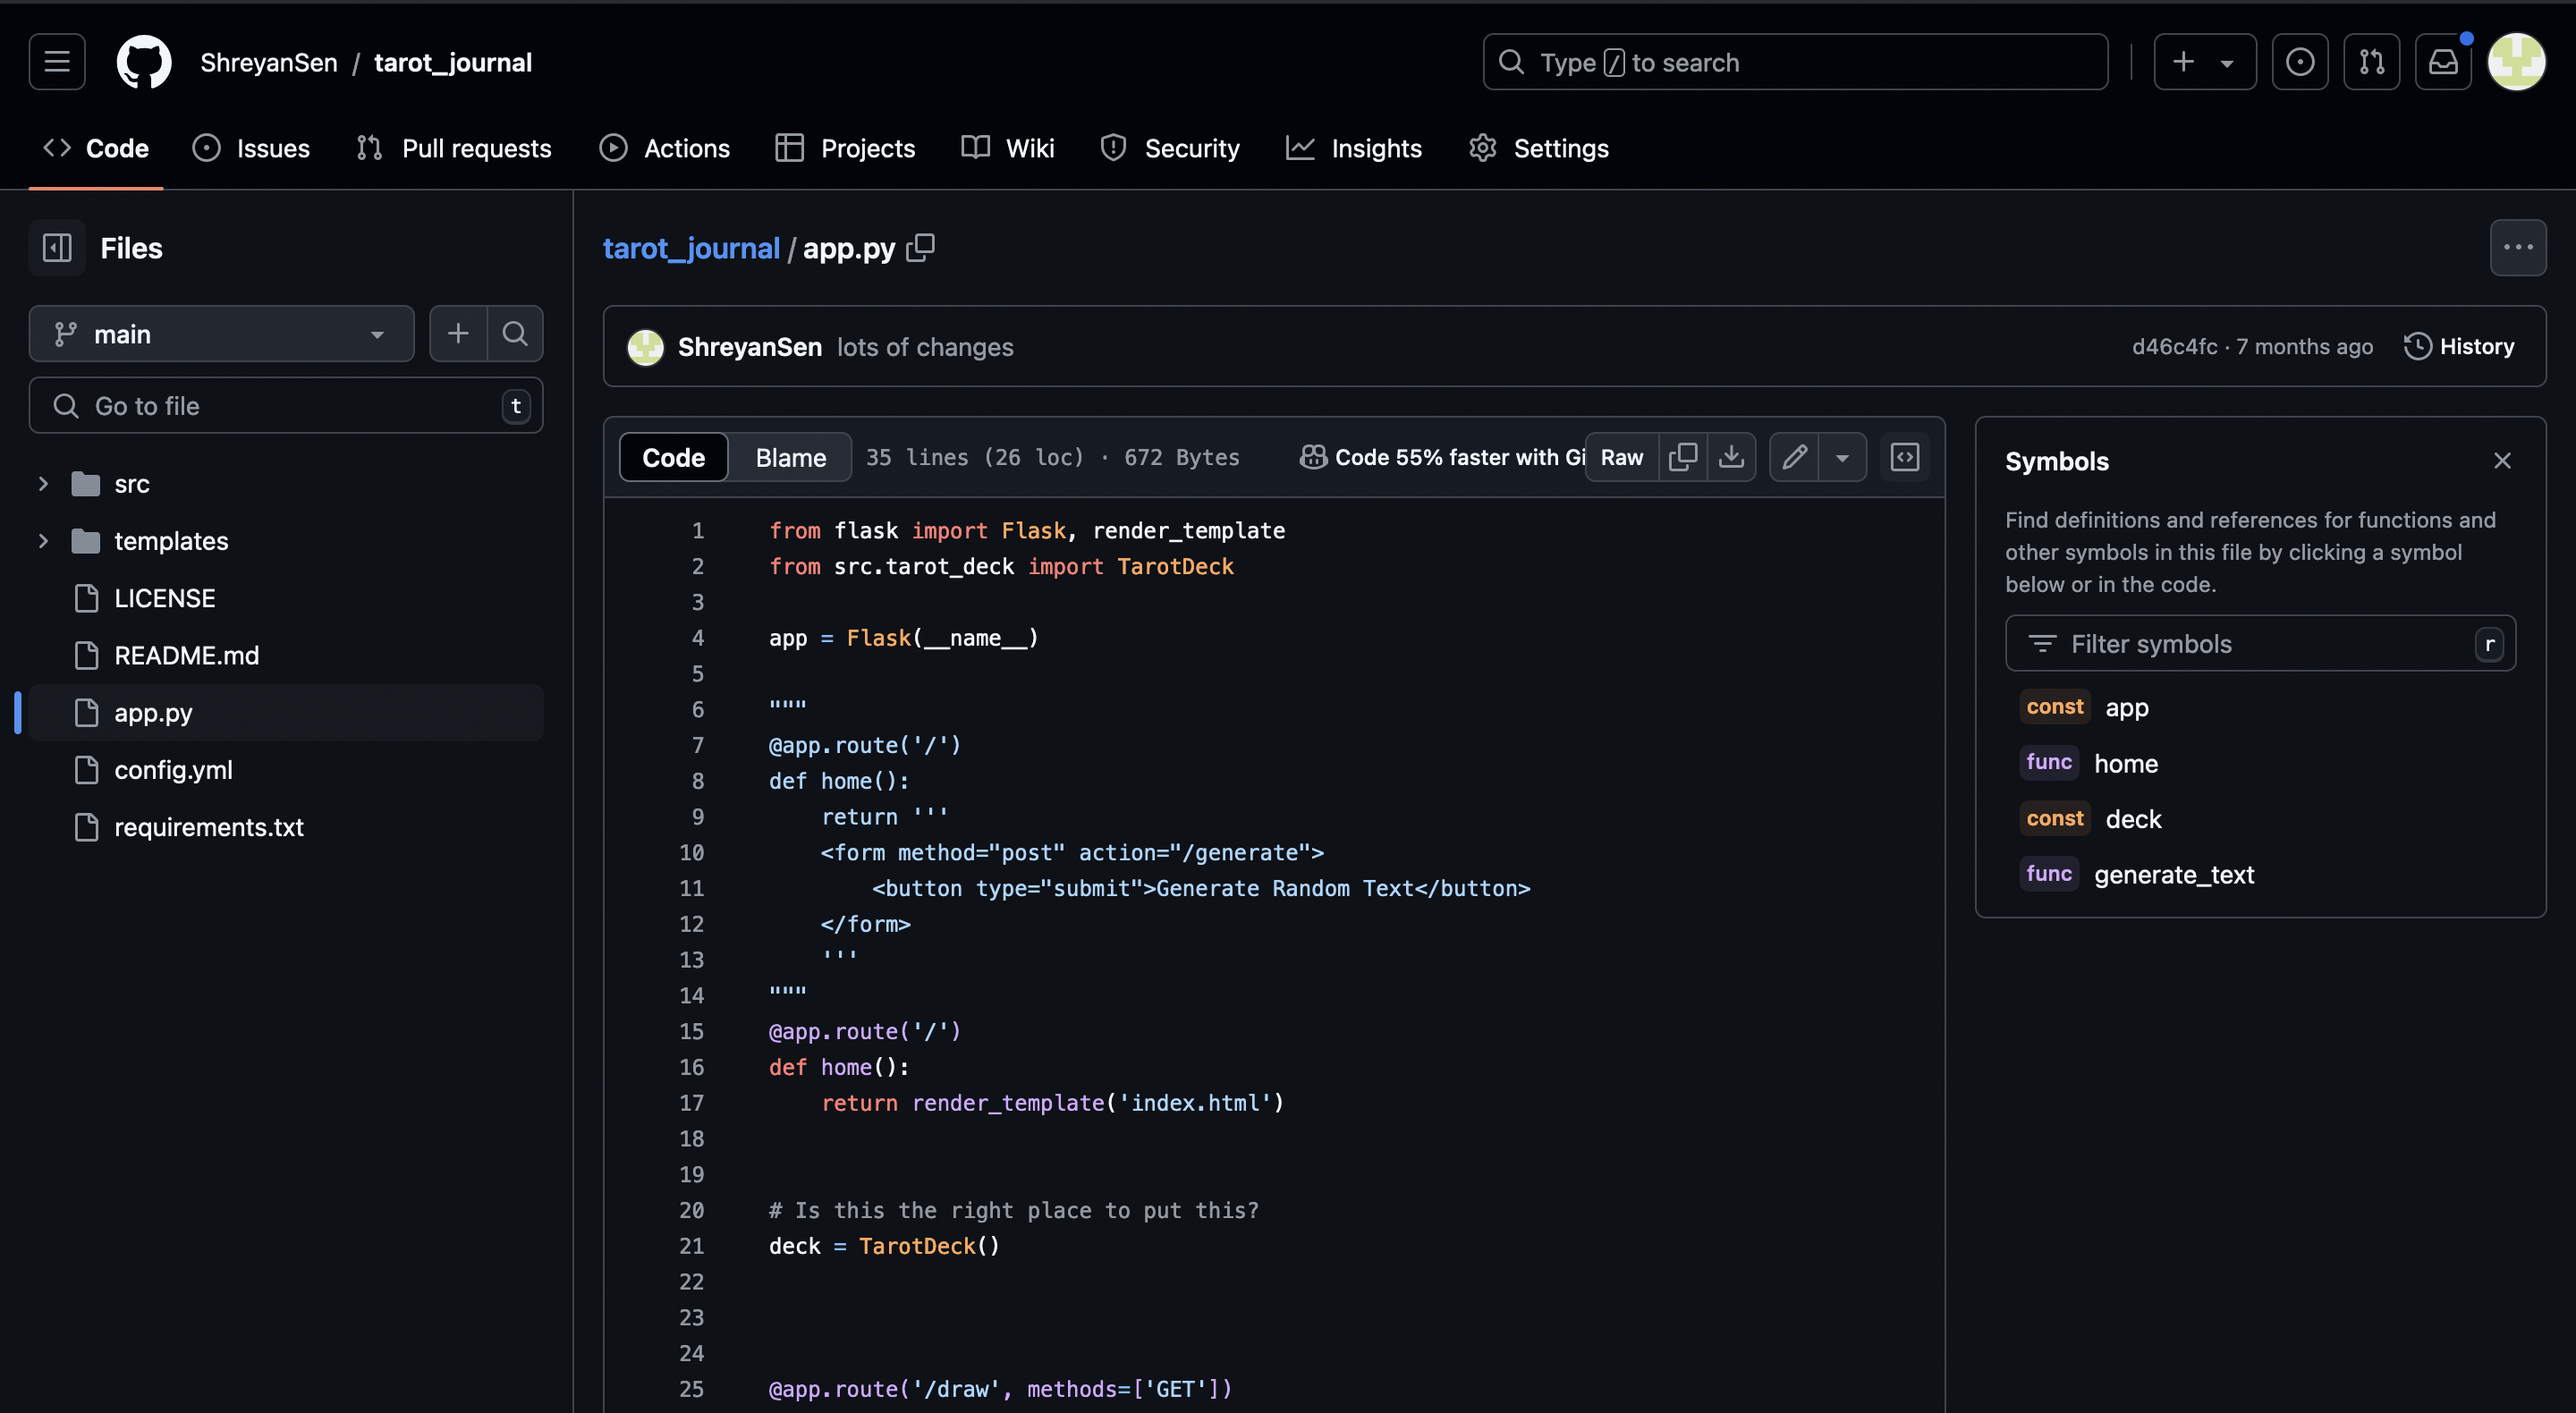 ShreyanSen / tarot_journal
Type / to search
Code
Issues
Pull requests
Actions
Projects
Wiki
Security
Insights
Settings
Files
main
Go to file
t
src
templates
LICENSE
README.md
app.py
config.yml
requirements.txt
tarot_journal / app.py
ShreyanSen lots of changes
d46c4fc · 7 months ago
History
Code
Blame
35 lines (26 loc) · 672 Bytes
Code 55% faster with Gi
Raw
1 from flask import Flask, render_template
2 from src.tarot_deck import TarotDeck
3
4 app = Flask(__name__)
5
6 """
7 @app.route('/')
8 def home():
9     return '''
10     <form method="post" action="/generate">
11         <button type="submit">Generate Random Text</button>
12     </form>
13     '''
14 """
15 @app.route('/')
16 def home():
17     return render_template('index.html')
18
19
20 # Is this the right place to put this?
21 deck = TarotDeck()
22
23
24
25 @app.route('/draw', methods=['GET'])
Symbols
Find definitions and references for functions and
other symbols in this file by clicking a symbol
below or in the code.
Filter symbols
r
const app
func home
const deck
func generate_text